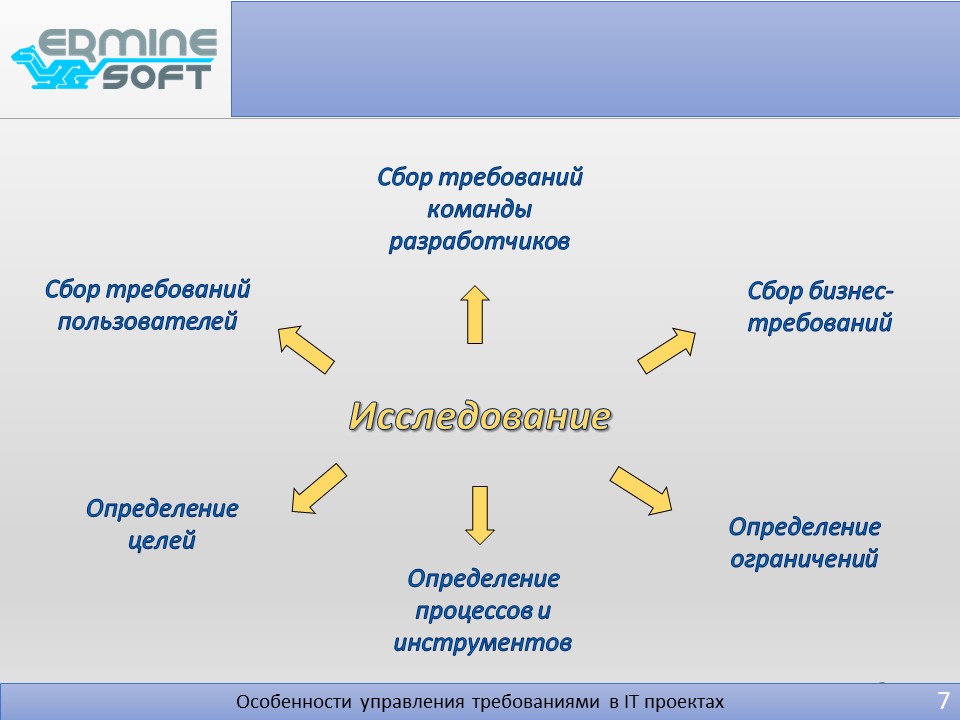 ERMINE
SOFT
Сбор требований
команды
разработчиков
Сбор требований
пользователей
Сбор бизнес-
требований
Исследование
Определение
целей
Определение
ограничений
Определение
процессов и
инструментов
Особенности управления требованиями в IT проектах
7